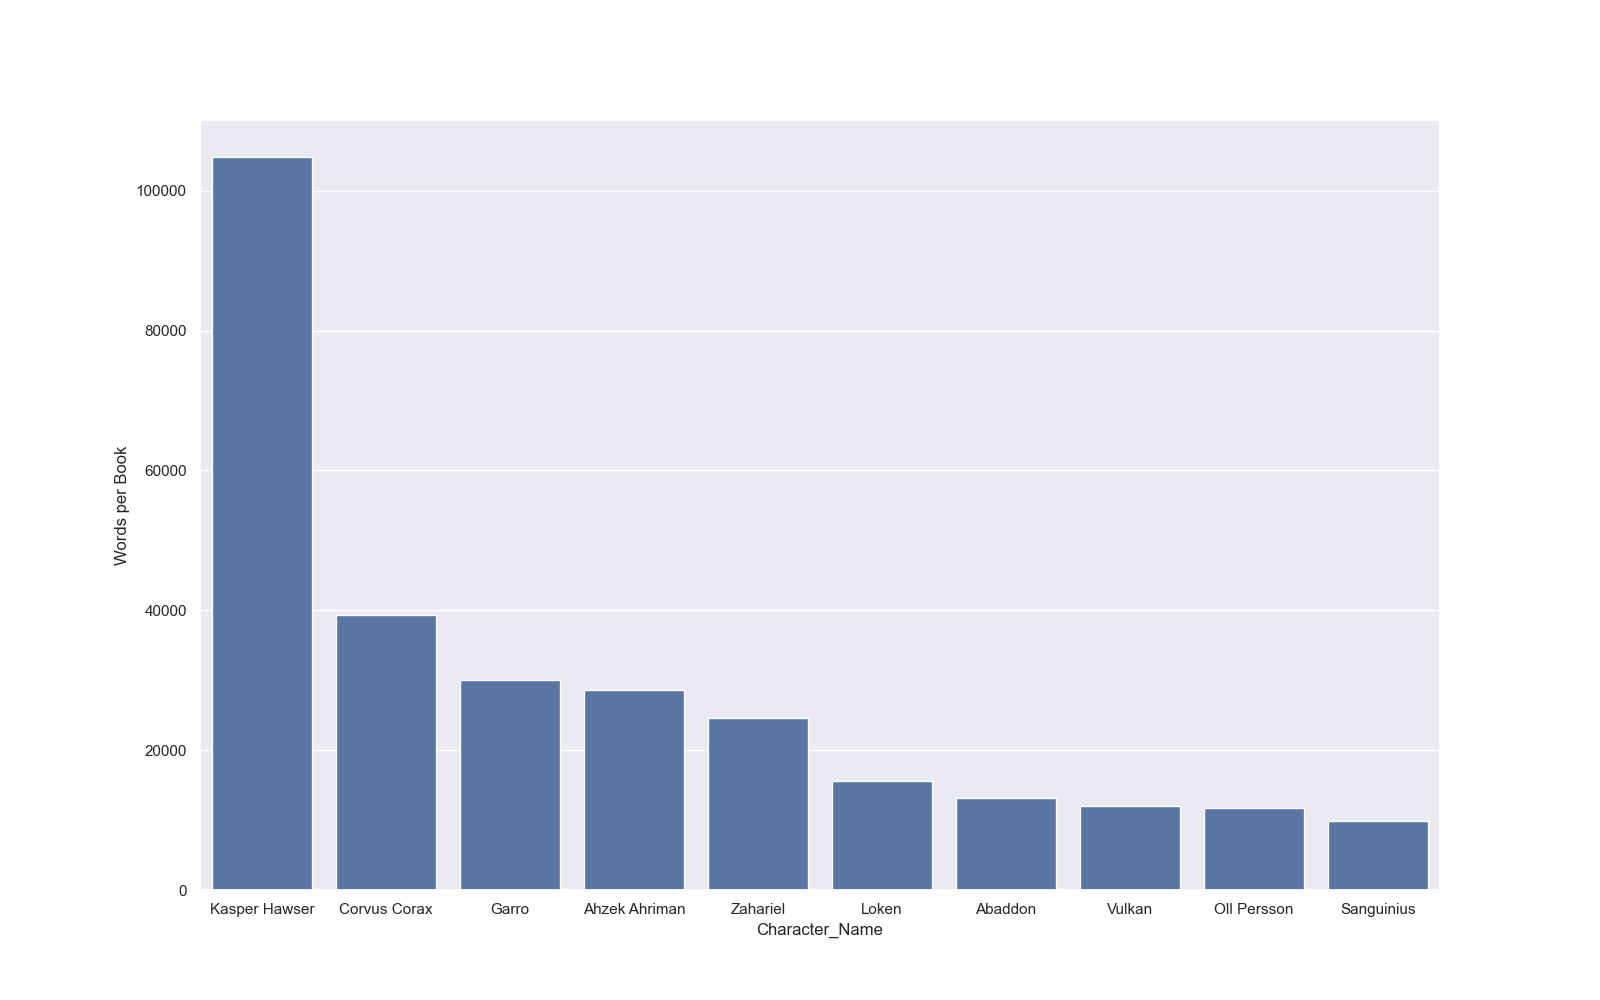 100000
80000
60000
40000
20000
0
Words per Book
Kasper Hawser Corvus Corax Garro Ahzek Ahriman Zahariel Loken Abaddon Vulkan Oll Persson Sanguinius
Character_Name